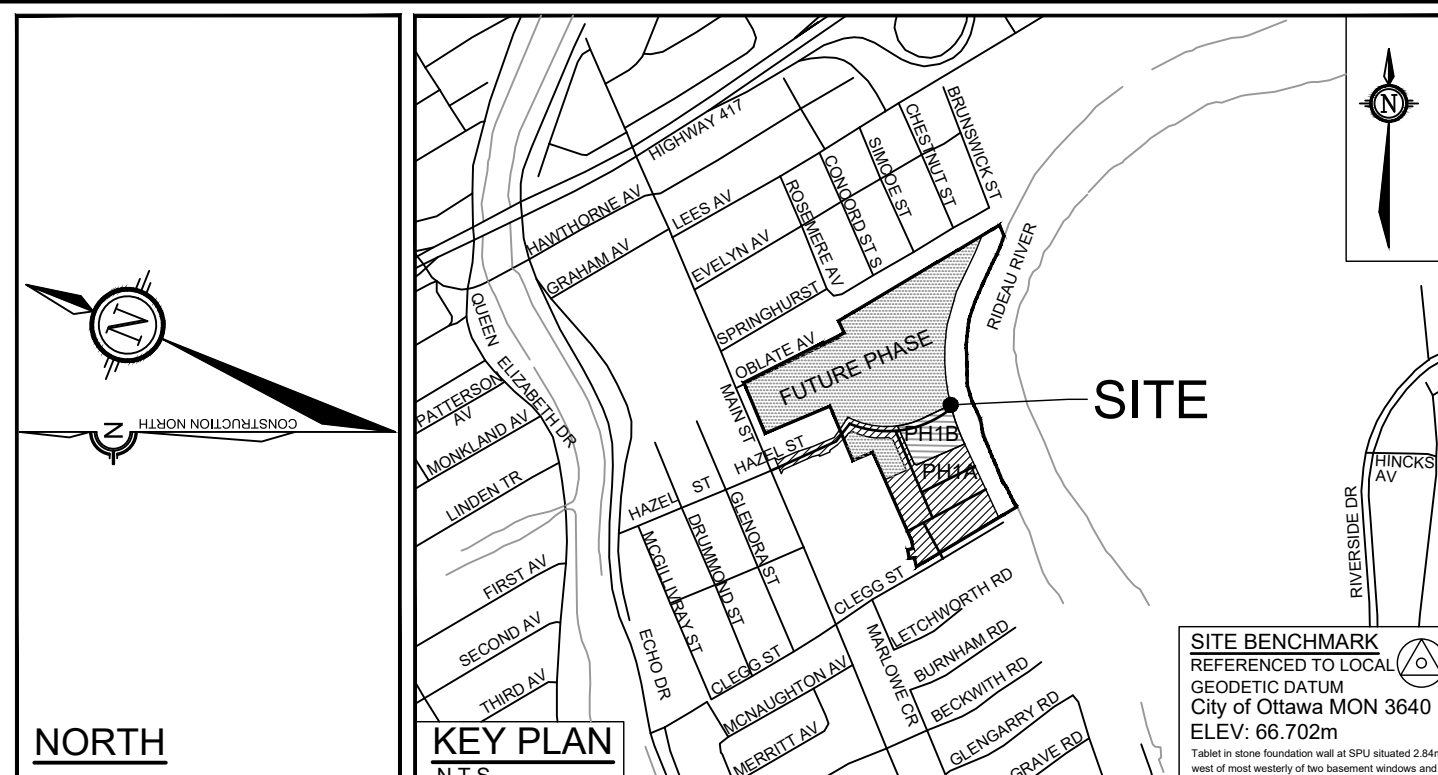 N
CONSTRUCTION NORTH
N
NORTH
HIGHWAY 417
HAWTHORNE AV
GRAHAM AV
LEES AV
EVELYN AV
SPRINGHURST
OBLATE AV
ROSEMERE AV
CONCORD ST S
SIMCOE ST
CHESTNUT ST
BRUNSWICK ST
RIDEAU RIVER
QUEEN ELIZABETH DR
PATTERSON
AV
MONKLAND AV
LINDEN TR
FIRST AV
SECOND AV
THIRD AV
ECHO DR
MAIN ST
HAZEL ST
HAZEL ST
MCGILLIVRAY ST
DRUMMOND ST
GLENORA ST
CLEGG ST
CLEGG ST
MCNAUGHTON AV
MERRITT AV
MARLOWE CR
LETCHWORTH RD
BURNHAM RD
BECKWITH RD
GLENGARRY RD
GRAVE RD
FUTURE PHASE
PH1B
PH1A
SITE
KEY PLAN
N.T.S.
N
RIVERSIDE DR
HINCKS
AV
SITE BENCHMARK
REFERENCED TO LOCAL
GEODETIC DATUM
City of Ottawa MON 3640
ELEV: 66.702m
Tablet in stone foundation wall at SPU situated 2.84m
west of most westerly of two basement windows and